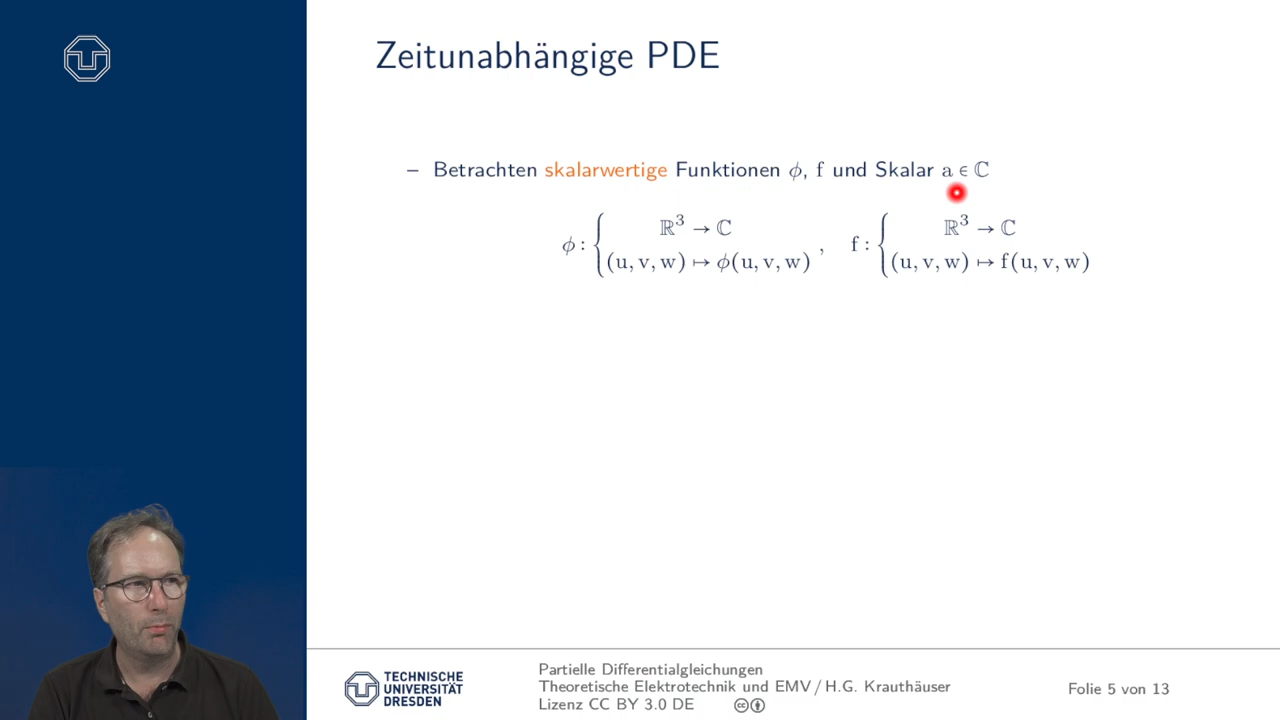 Zeitunabhängige PDE
– Betrachten skalarwertige Funktionen ϕ, f und Skalar a ∈ ℂ
ϕ : { ℝ³ → ℂ
(u, v, w) ↦ ϕ(u, v, w) ,
f : { ℝ³ → ℂ
(u, v, w) ↦ f(u, v, w)
TECHNISCHE
UNIVERSITÄT
DRESDEN
Partielle Differentialgleichungen
Theoretische Elektrotechnik und EMV / H.G. Krauthäuser
Lizenz CC BY 3.0 DE
Folie 5 von 13